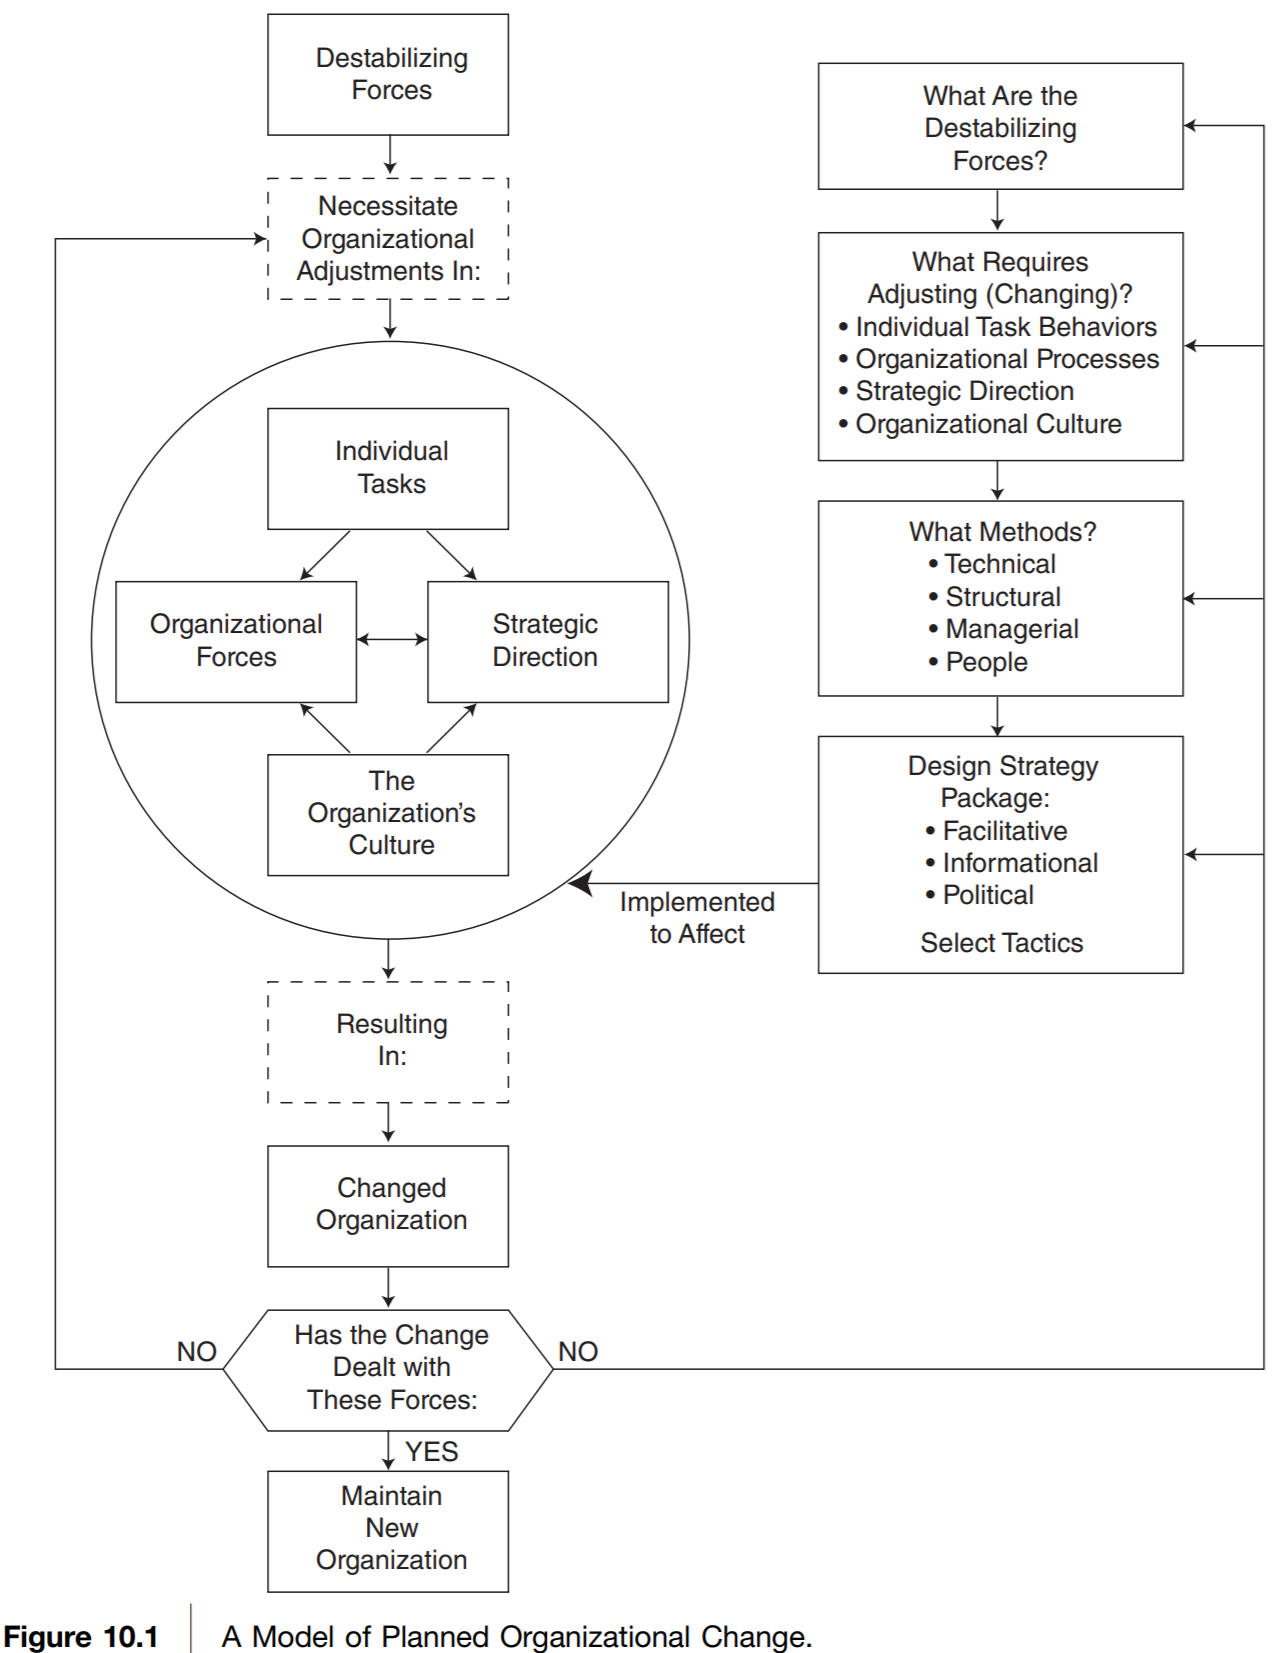 Destabilizing
Forces
Necessitate
Organizational
Adjustments In:
Individual
Tasks
Organizational
Forces
Strategic
Direction
The
Organization's
Culture
Implemented
to Affect
Resulting
In:
Changed
Organization
Has the Change
Dealt with
These Forces:
NO
NO
YES
Maintain
New
Organization
What Are the
Destabilizing
Forces?
What Requires
Adjusting (Changing)?
• Individual Task Behaviors
• Organizational Processes
• Strategic Direction
• Organizational Culture
What Methods?
• Technical
• Structural
• Managerial
• People
Design Strategy
Package:
• Facilitative
• Informational
• Political
Select Tactics
Figure 10.1 A Model of Planned Organizational Change.